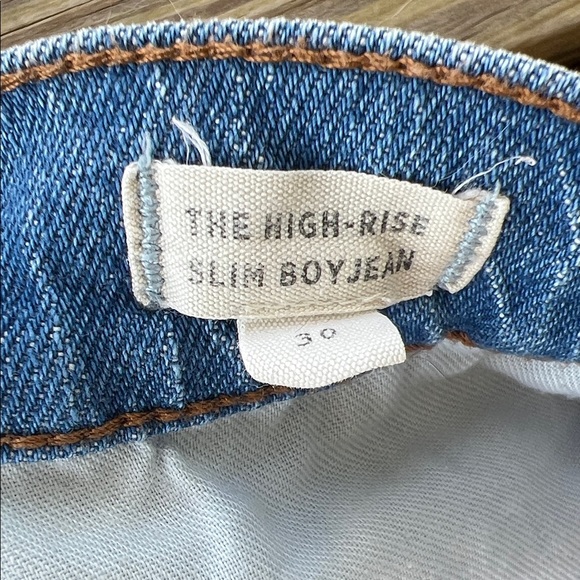 THE HIGH-RISE
SLIM BOYJEAN
30